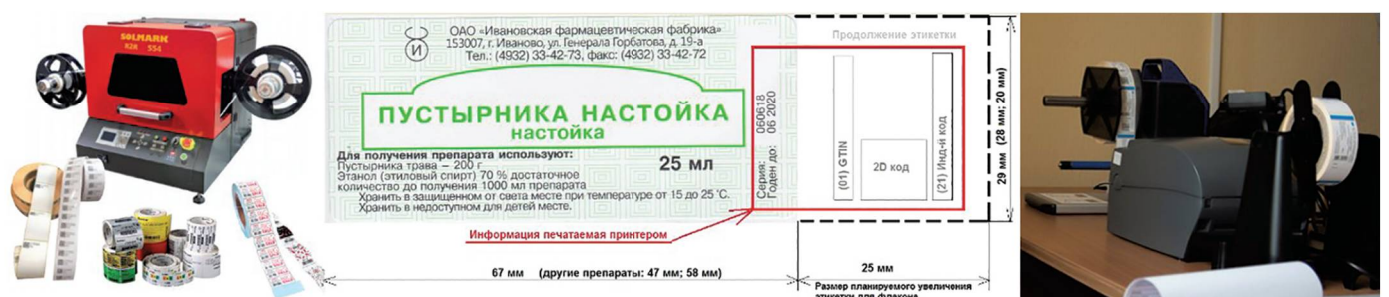 SOLMARK
R2R 554
И
ОАО «Ивановская фармацевтическая фабрика»
153007, г. Иваново, ул. Генерала Горбатова, д. 19-а
Тел.: (4932) 33-42-73, факс: (4932) 33-42-72
ПУСТЫРНИКА НАСТОЙКА
настойка
Для получения препарата используют:
Пустырника трава – 200 г
Этанол (этиловый спирт) 70 % достаточное
количество до получения 1000 мл препарата
Хранить в защищенном от света месте при температуре от 15 до 25 °С.
Хранить в недоступном для детей месте.
25 мл
Серия: 060618
Годен до: 06 2020
Продолжение этикетки
(01) GTIN
2D код
(21) Инд-й код
29 мм (28 мм; 20 мм)
Информация печатаемая принтером
67 мм (другие препараты: 47 мм; 58 мм)
25 мм
Размер планируемого увеличения
этикетки для флакона